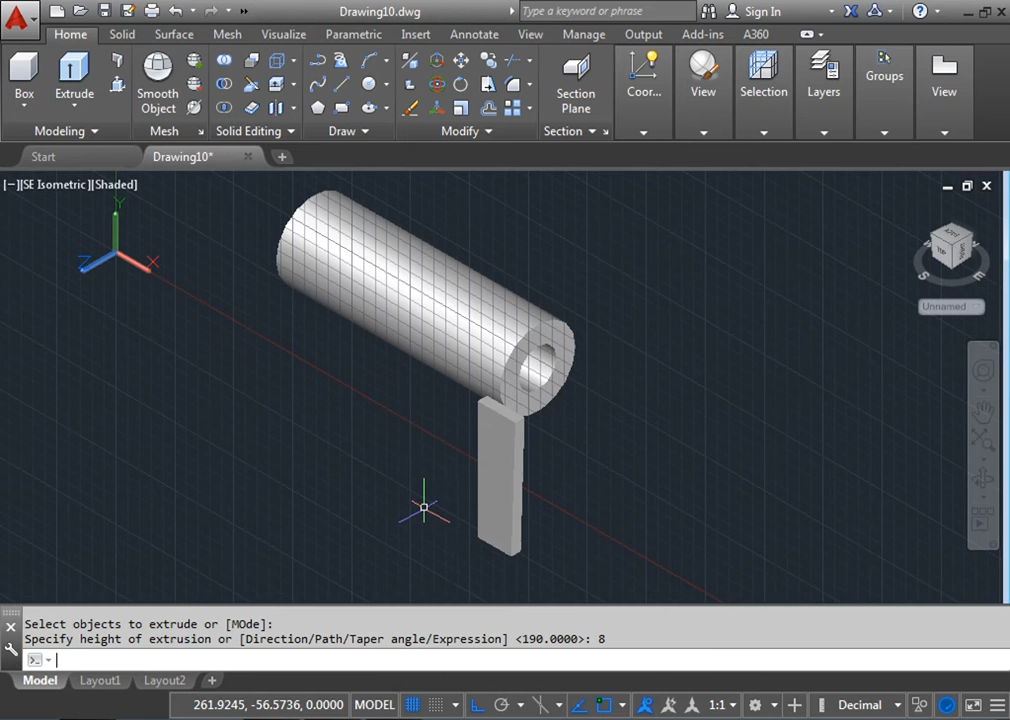 Drawing10.dwg
Type a keyword or phrase
Sign In
Home Solid Surface Mesh Visualize Parametric Insert Annotate View Manage Output Add-ins A360
Box
Extrude
Smooth
Object
Section
Plane
Coor...
View
Selection
Layers
Groups
View
Modeling
Mesh
Solid Editing
Draw
Modify
Section
Start
Drawing10*
[−][SE Isometric][Shaded]
Y
Z
X
S
E
Unnamed
Select objects to extrude or [MOde]:
Specify height of extrusion or [Direction/Path/Taper angle/Expression] <190.0000>: 8
Model Layout1 Layout2
261.9245, -56.5736, 0.0000 MODEL 1:1 Decimal